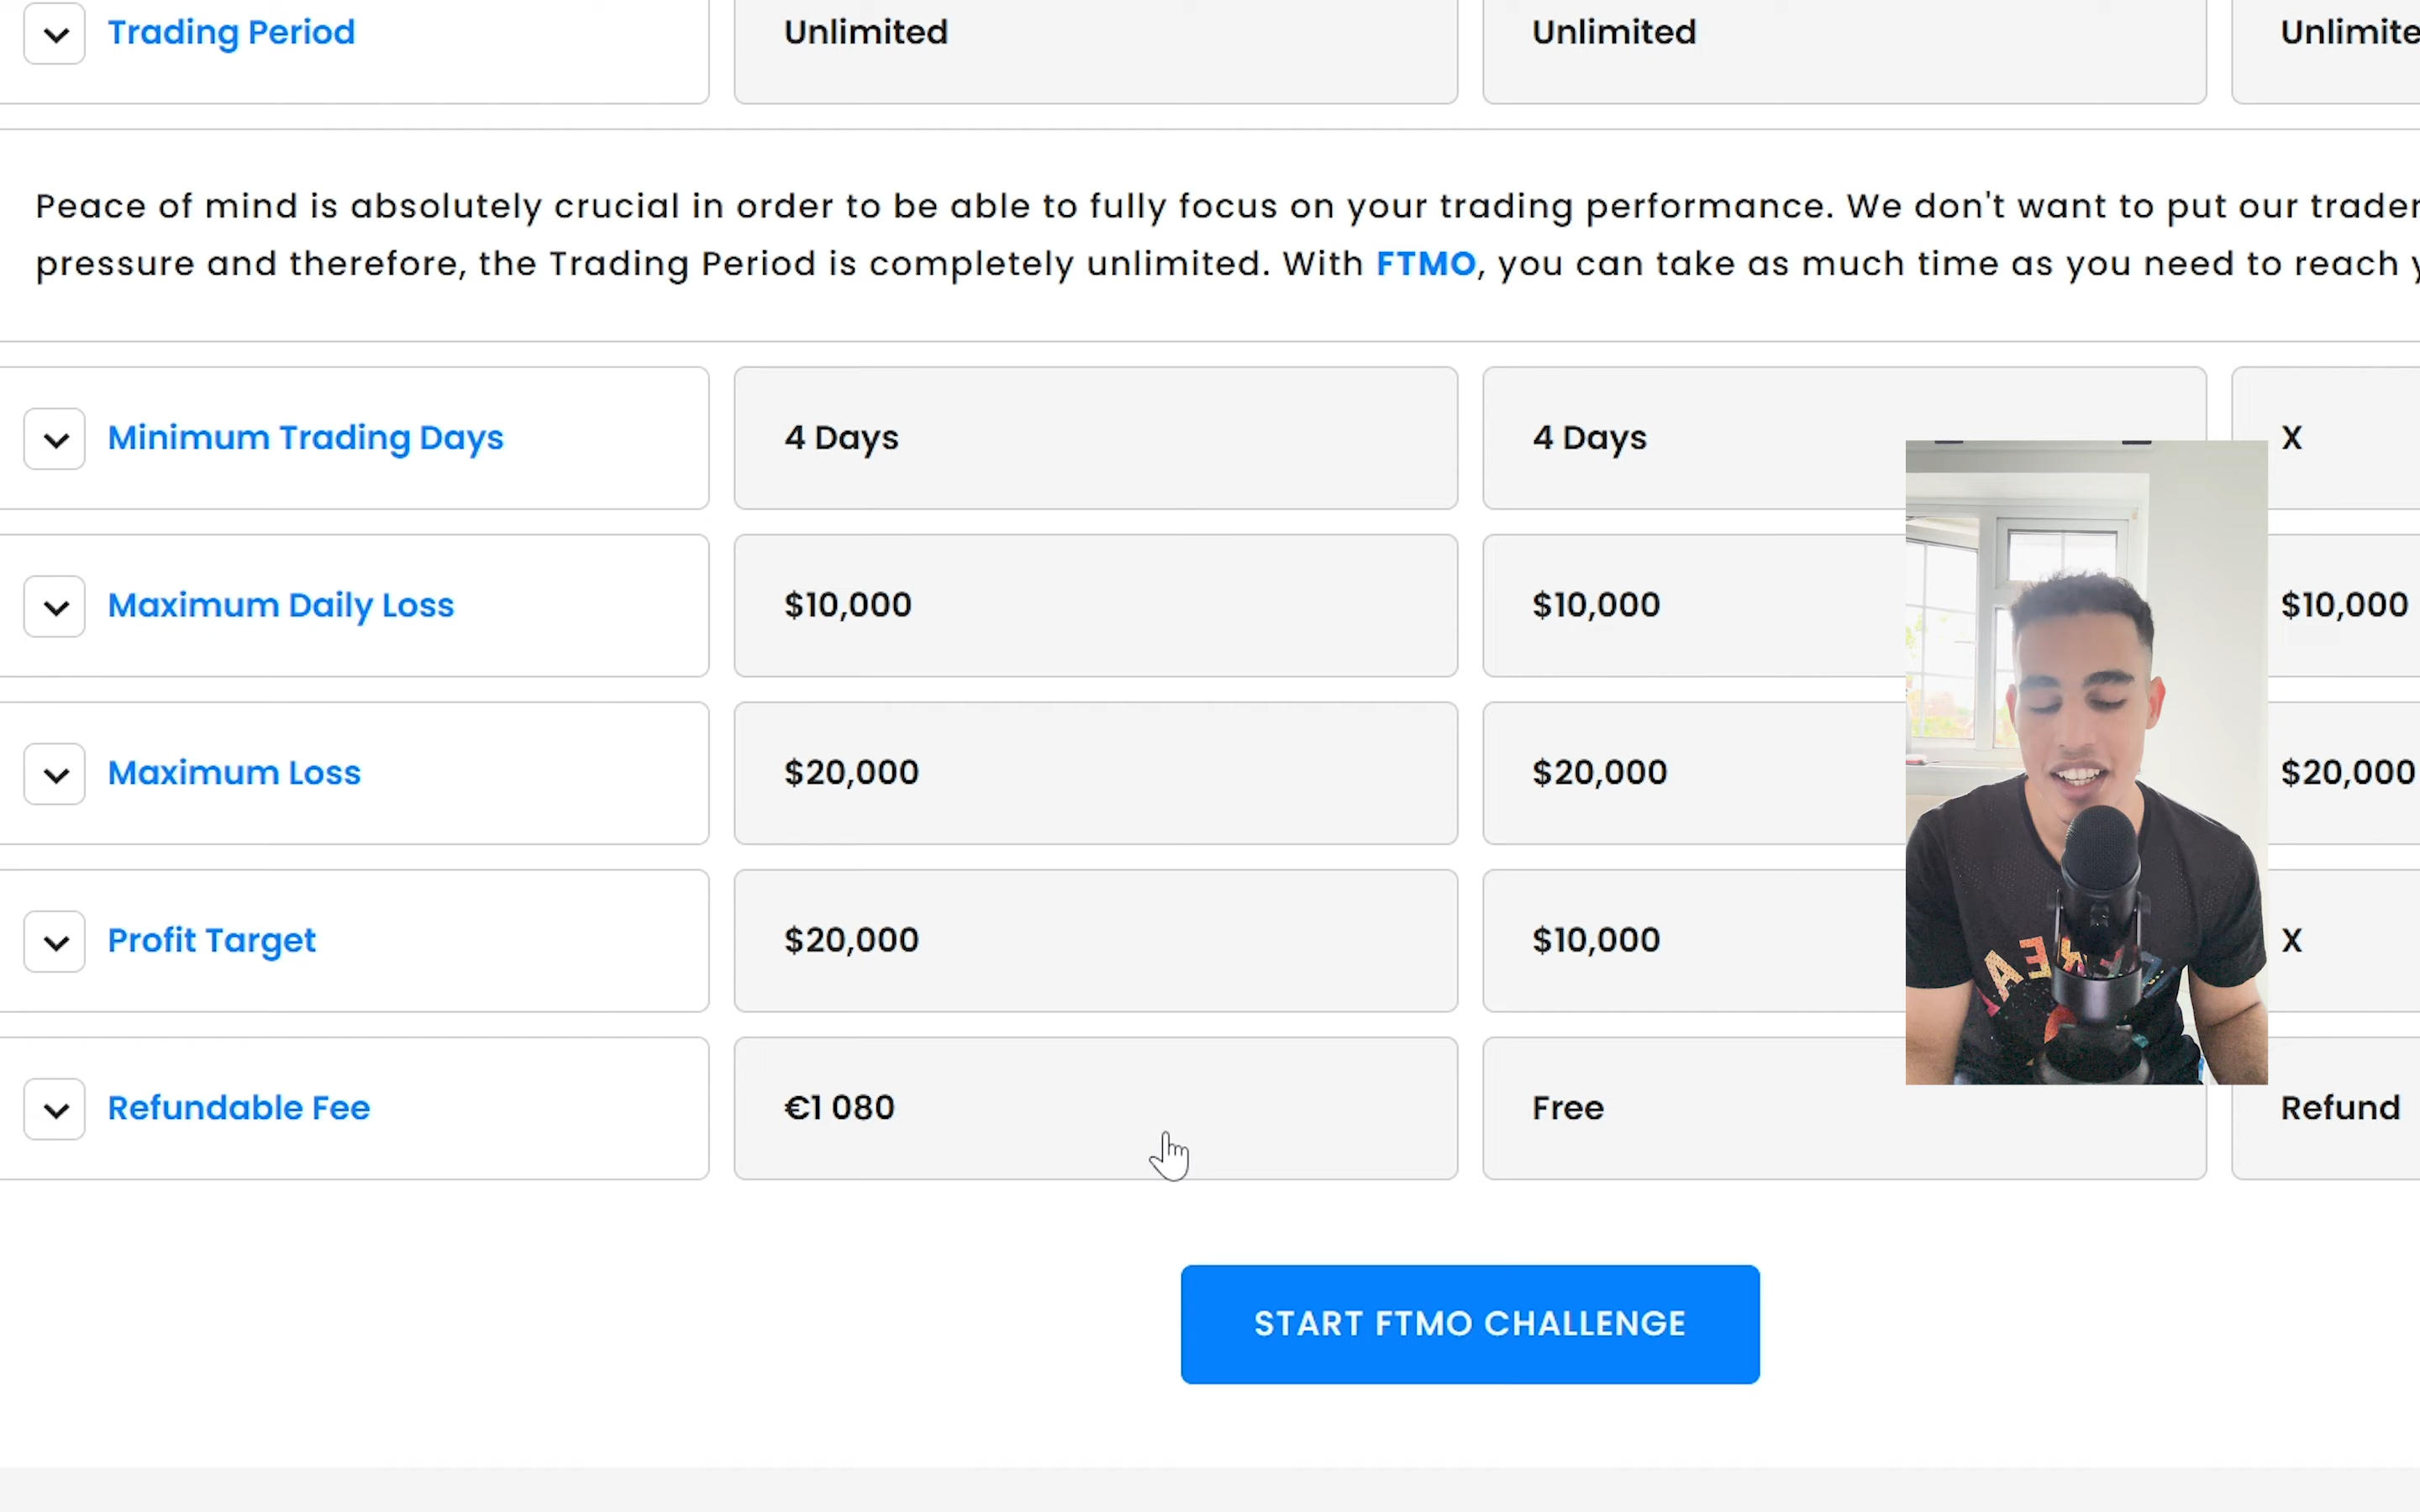 Trading Period Unlimited Unlimited Unlimite
Peace of mind is absolutely crucial in order to be able to fully focus on your trading performance. We don't want to put our trader
pressure and therefore, the Trading Period is completely unlimited. With FTMO, you can take as much time as you need to reach y
Minimum Trading Days 4 Days 4 Days X
Maximum Daily Loss $10,000 $10,000 $10,000
Maximum Loss $20,000 $20,000 $20,000
Profit Target $20,000 $10,000 X
Refundable Fee €1 080 Free Refund
START FTMO CHALLENGE